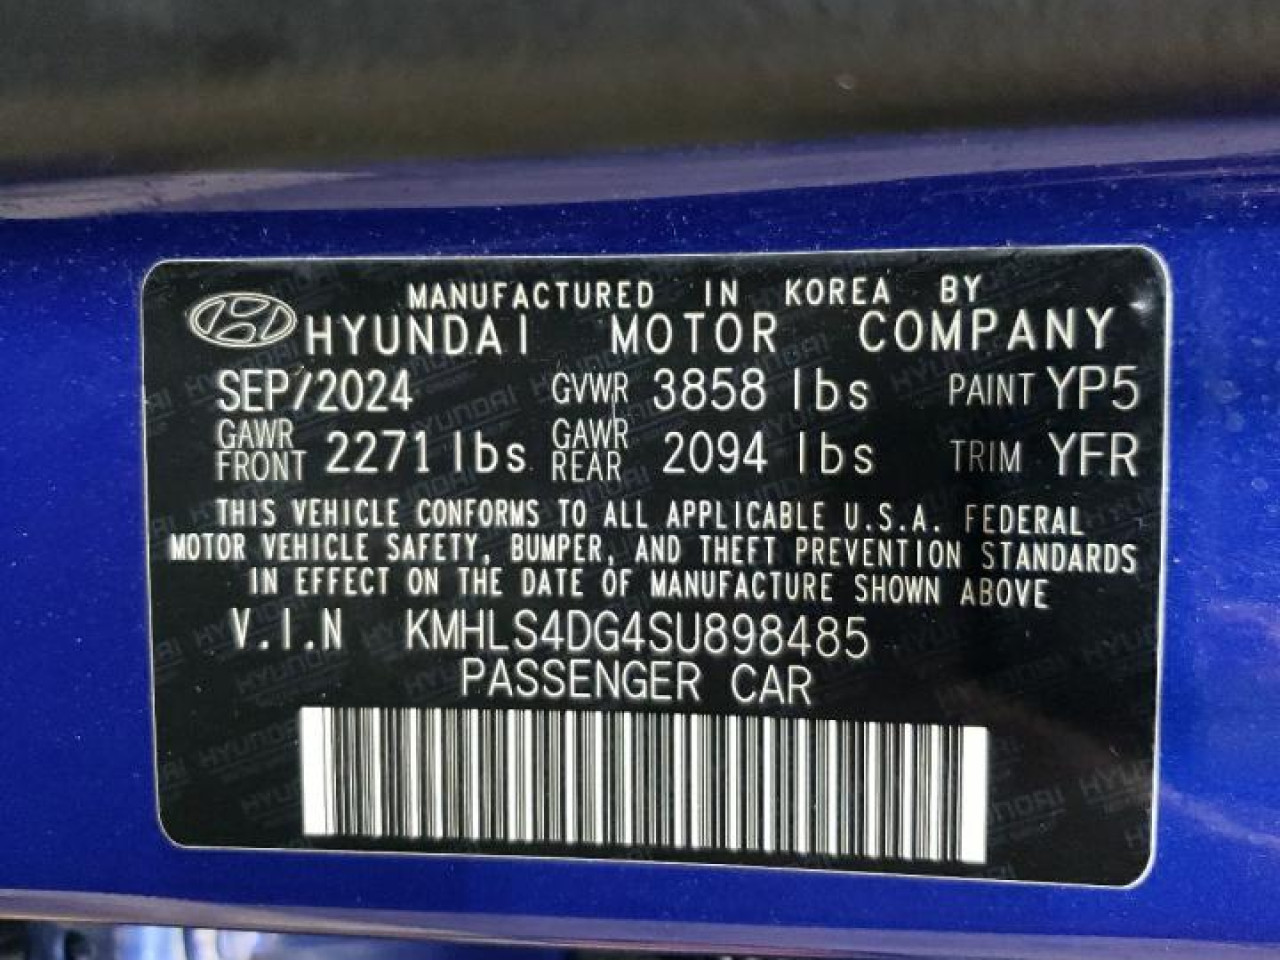 MANUFACTURED IN KOREA BY
HYUNDAI MOTOR COMPANY
SEP/2024 GVWR 3858 lbs PAINT YP5
GAWR FRONT 2271 lbs GAWR REAR 2094 lbs TRIM YFR
THIS VEHICLE CONFORMS TO ALL APPLICABLE U.S.A. FEDERAL
MOTOR VEHICLE SAFETY, BUMPER, AND THEFT PREVENTION STANDARDS
IN EFFECT ON THE DATE OF MANUFACTURE SHOWN ABOVE
V.I.N KMHLS4DG4SU898485
PASSENGER CAR